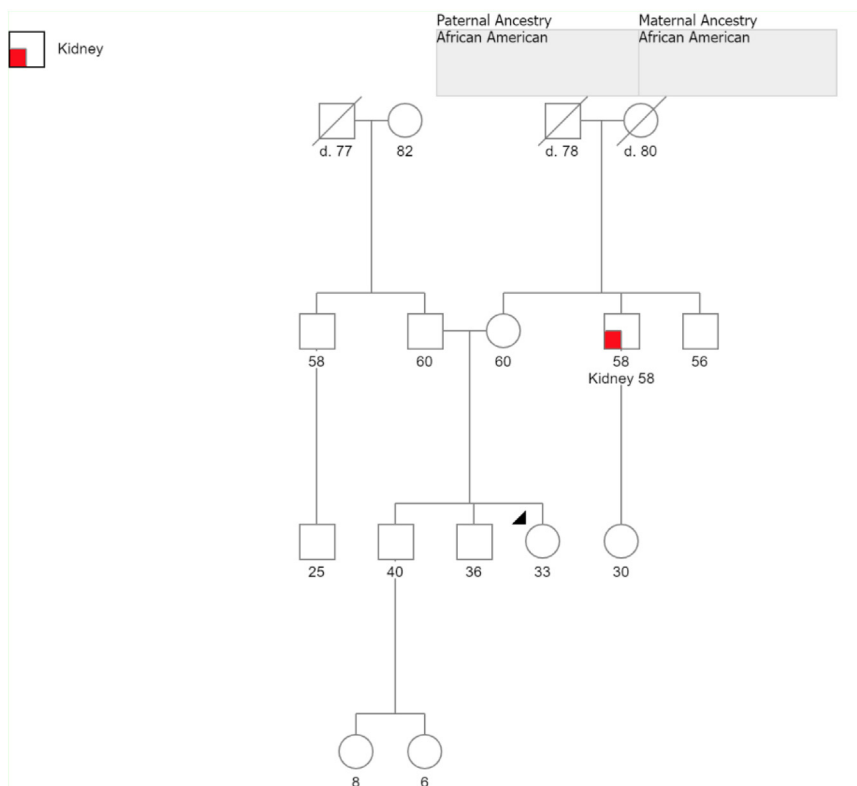 Paternal Ancestry Maternal Ancestry
African American African American
Kidney
d. 77 82 d. 78 d. 80
58 60 60 58 56
Kidney 58
25 40 36 33 30
8 6